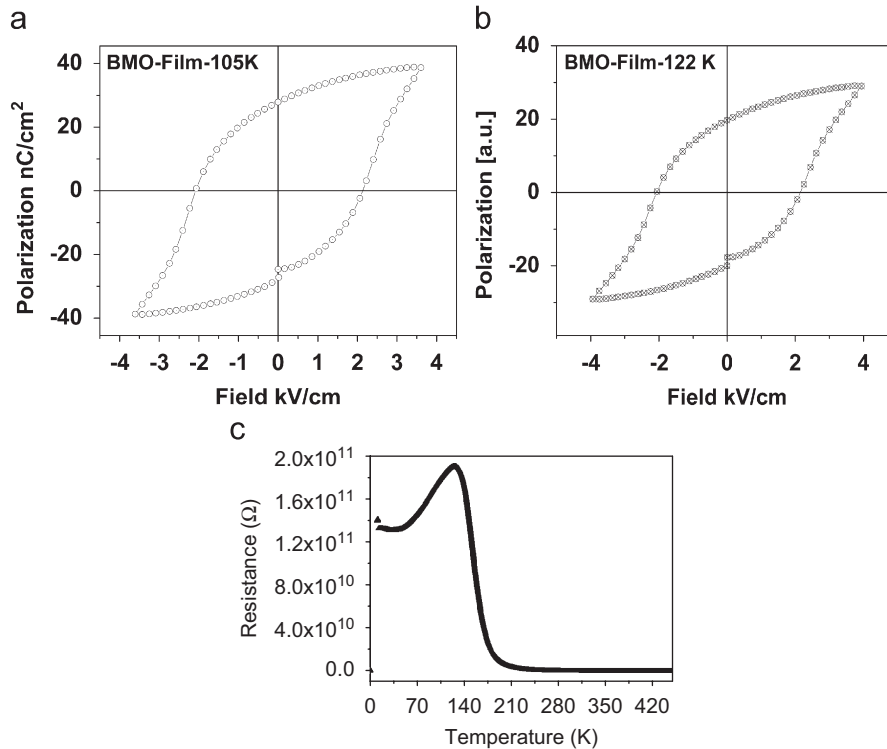 a
BMO-Film-105K
Polarization nC/cm²
40
20
0
-20
-40
-4 -3 -2 -1 0 1 2 3 4
Field kV/cm
b
BMO-Film-122 K
Polarization [a.u.]
40
20
0
-20
-4 -2 0 2 4
Field kV/cm
c
Resistance (Ω)
2.0x10¹¹
1.6x10¹¹
1.2x10¹¹
8.0x10¹⁰
4.0x10¹⁰
0.0
0 70 140 210 280 350 420
Temperature (K)